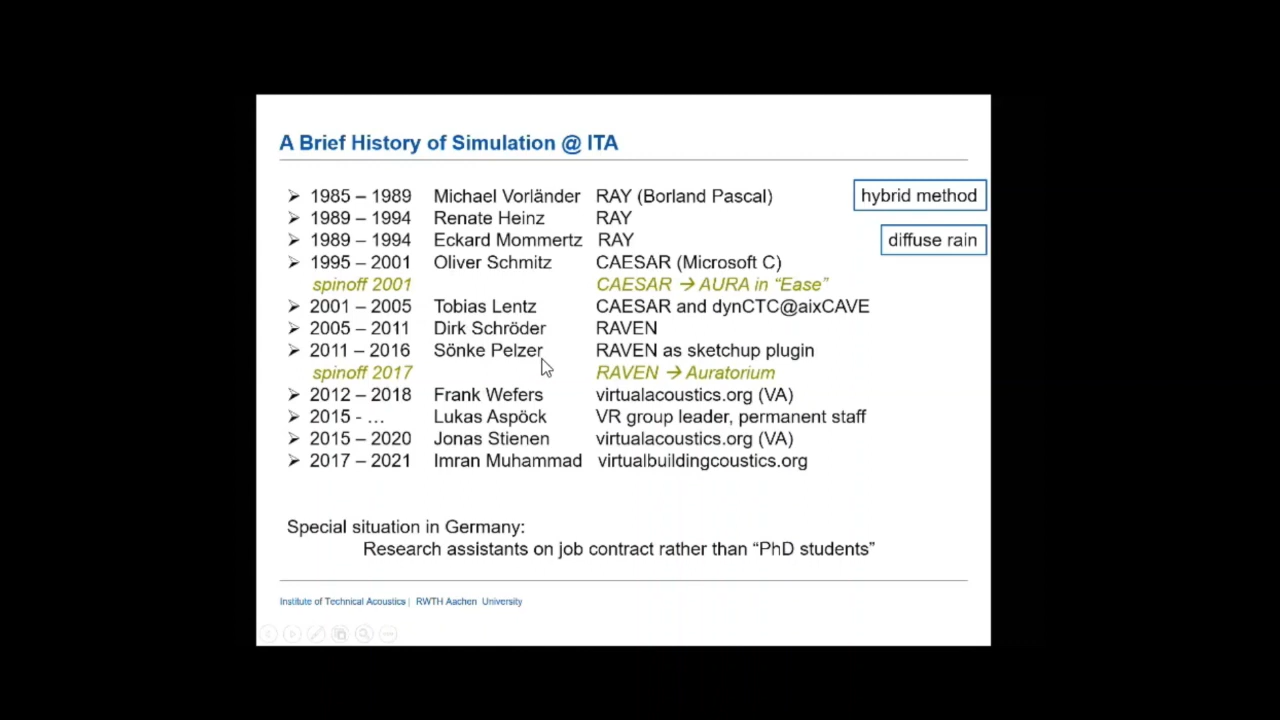 A Brief History of Simulation @ ITA
➢ 1985 – 1989 Michael Vorländer RAY (Borland Pascal) hybrid method
➢ 1989 – 1994 Renate Heinz RAY
➢ 1989 – 1994 Eckard Mommertz RAY diffuse rain
➢ 1995 – 2001 Oliver Schmitz CAESAR (Microsoft C)
spinoff 2001 CAESAR → AURA in “Ease”
➢ 2001 – 2005 Tobias Lentz CAESAR and dynCTC@aixCAVE
➢ 2005 – 2011 Dirk Schröder RAVEN
➢ 2011 – 2016 Sönke Pelzer RAVEN as sketchup plugin
spinoff 2017 RAVEN → Auratorium
➢ 2012 – 2018 Frank Wefers virtualacoustics.org (VA)
➢ 2015 - … Lukas Aspöck VR group leader, permanent staff
➢ 2015 – 2020 Jonas Stienen virtualacoustics.org (VA)
➢ 2017 – 2021 Imran Muhammad virtualbuildingcoustics.org
Special situation in Germany:
Research assistants on job contract rather than “PhD students”
Institute of Technical Acoustics | RWTH Aachen University